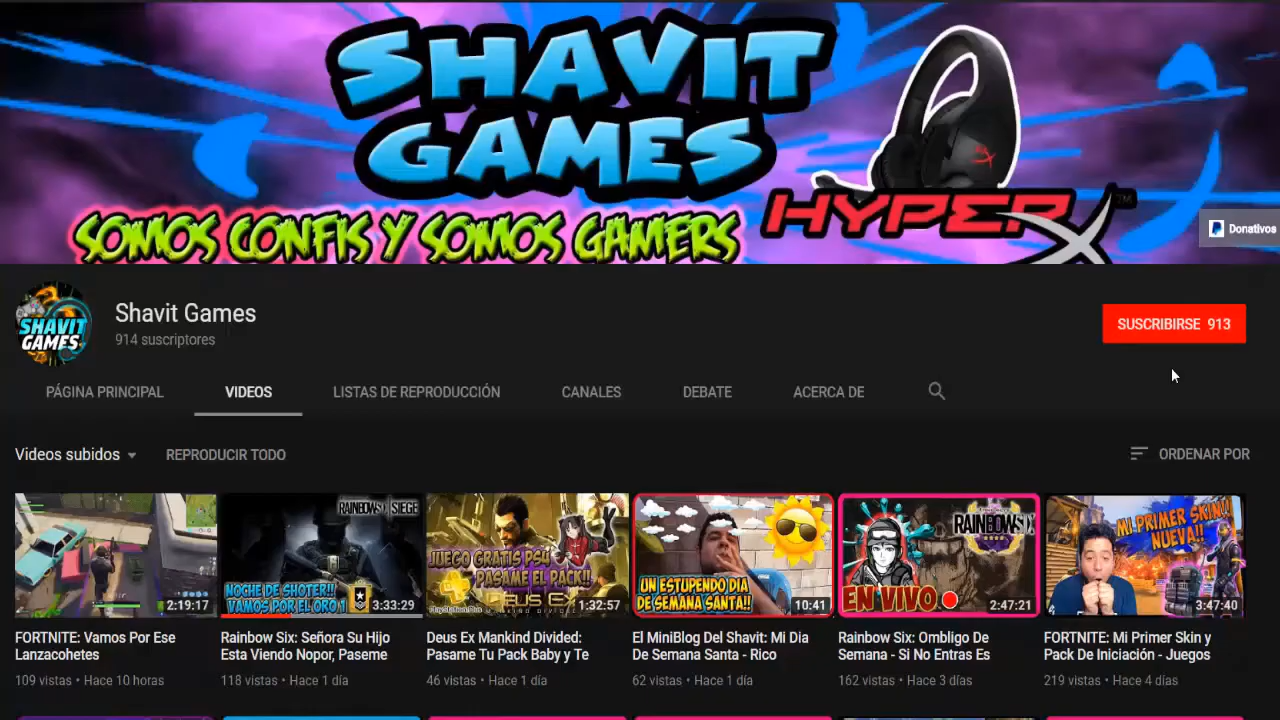 SHAVIT
GAMES
SOMOS CONFIS Y SOMOS GAMERS
HYPERX
TM
Donativos
SHAVIT
GAMES
Shavit Games
914 suscriptores
SUSCRIBIRSE 913
PÁGINA PRINCIPAL VIDEOS LISTAS DE REPRODUCCIÓN CANALES DEBATE ACERCA DE
Videos subidos REPRODUCIR TODO ORDENAR POR
2:19:17
RAINBOW SIX SIEGE
NOCHE DE SHOTER!!
VAMOS POR EL ORO 1
3:33:29
JUEGO GRATIS PS4
PASAME EL PACK!!
DEUS EX
1:32:57
UN ESTUPENDO DIA
DE SEMANA SANTA!!
10:41
RAINBOW SIX
EN VIVO
2:47:21
MI PRIMER SKIN!!
NUEVA!!
3:47:40
FORTNITE: Vamos Por Ese
Lanzacohetes
109 vistas • Hace 10 horas
Rainbow Six: Señora Su Hijo
Esta Viendo Nopor, Paseme
118 vistas • Hace 1 día
Deus Ex Mankind Divided:
Pasame Tu Pack Baby y Te
46 vistas • Hace 1 día
El MiniBlog Del Shavit: Mi Dia
De Semana Santa - Rico
62 vistas • Hace 1 día
Rainbow Six: Ombligo De
Semana - Si No Entras Es
162 vistas • Hace 3 días
FORTNITE: Mi Primer Skin y
Pack De Iniciación - Juegos
219 vistas • Hace 4 días